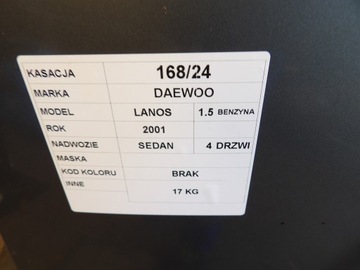 KASACJA 168/24
MARKA DAEWOO
MODEL LANOS 1.5 BENZYNA
ROK 2001
NADWOZIE SEDAN 4 DRZWI
MASKA
KOD KOLORU BRAK
INNE 17 KG